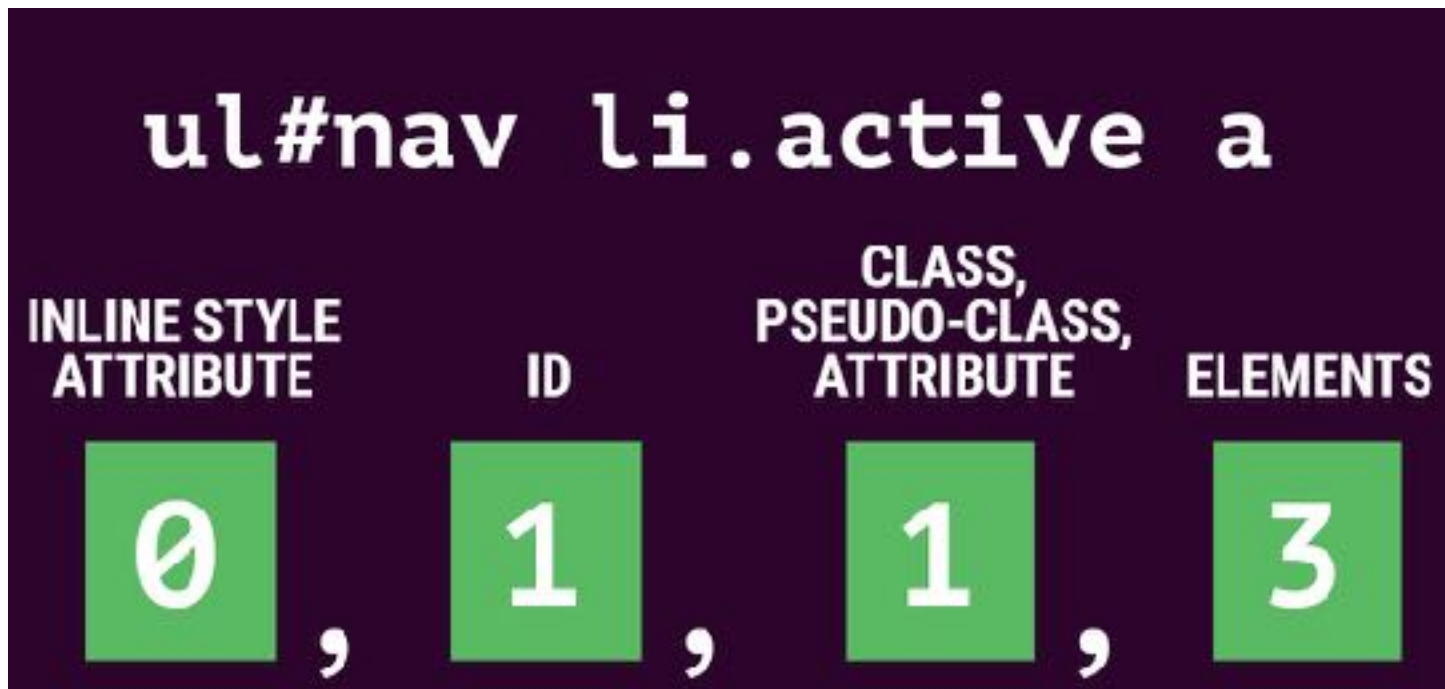 ul#nav li.active a
INLINE STYLE
ATTRIBUTE
ID
CLASS,
PSEUDO-CLASS,
ATTRIBUTE
ELEMENTS
0, 1, 1, 3